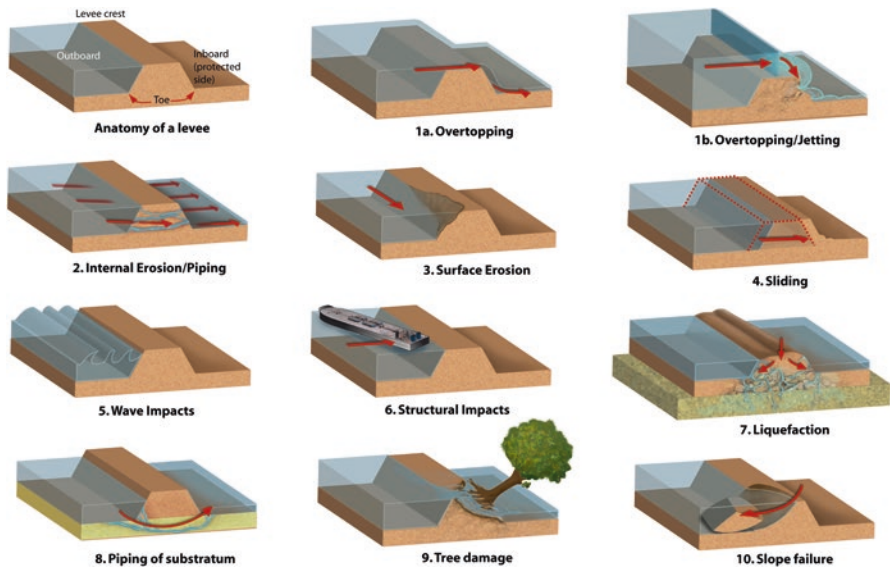 Levee crest
Outboard
Inboard
(protected
side)
Toe
Anatomy of a levee
1a. Overtopping
1b. Overtopping/Jetting
2. Internal Erosion/Piping
3. Surface Erosion
4. Sliding
5. Wave Impacts
6. Structural Impacts
7. Liquefaction
8. Piping of substratum
9. Tree damage
10. Slope failure